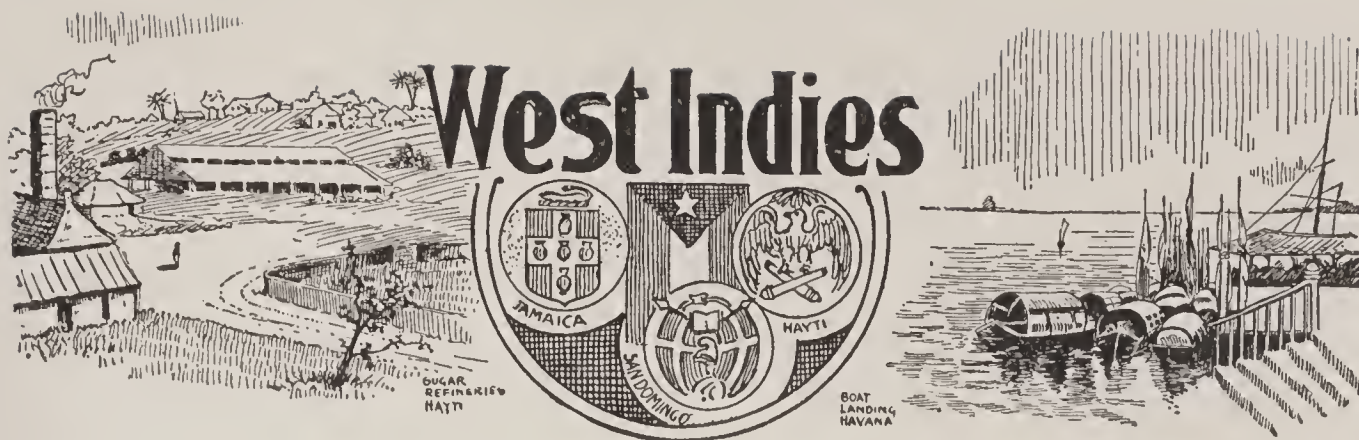 West Indies
JAMAICA
HAYTI
SAN DOMINGO
SUGAR
REFINERIES
HAYTI
BOAT
LANDING
HAVANA